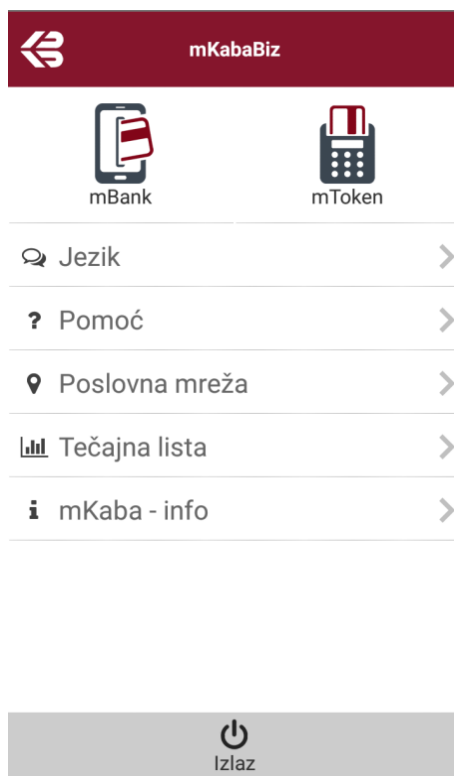 mKabaBiz
mBank
mToken
Jezik
Pomoć
Poslovna mreža
Tečajna lista
mKaba - info
Izlaz